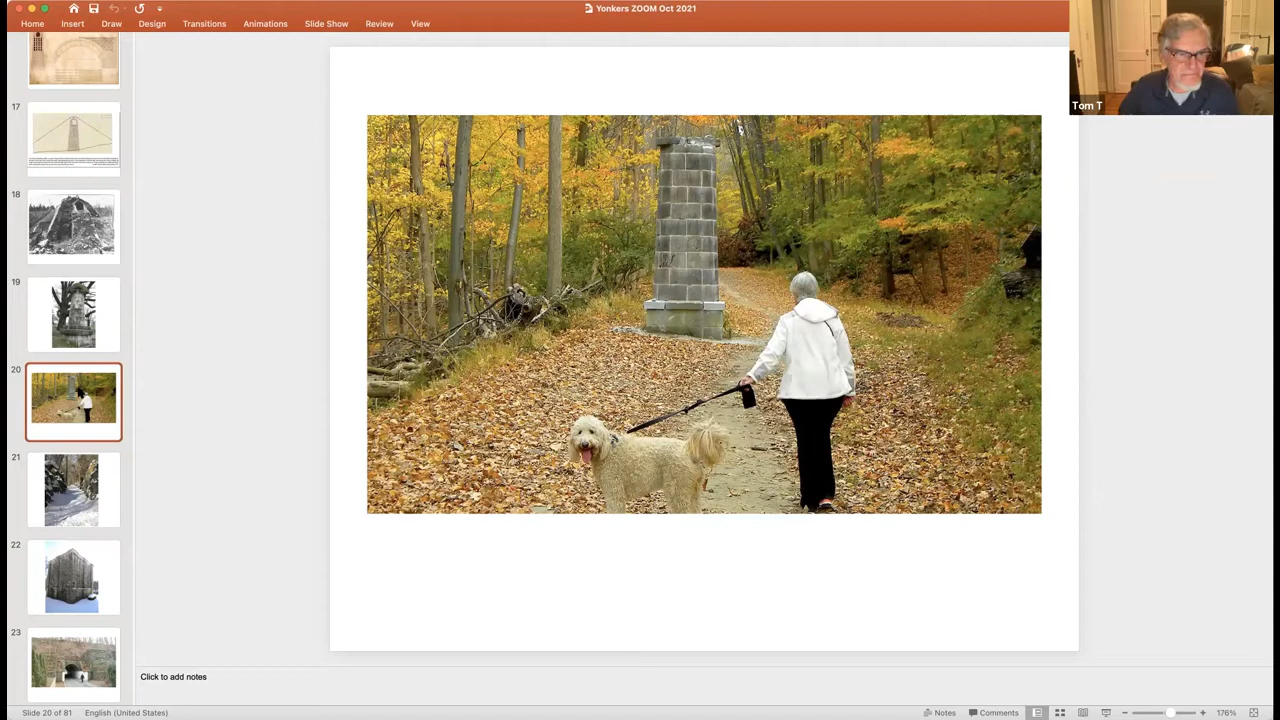 Yonkers ZOOM Oct 2021
Home Insert Draw Design Transitions Animations Slide Show Review View
Tom T
17
18
19
20
21
22
23
Click to add notes
Slide 20 of 81 English (United States) Notes Comments 176%